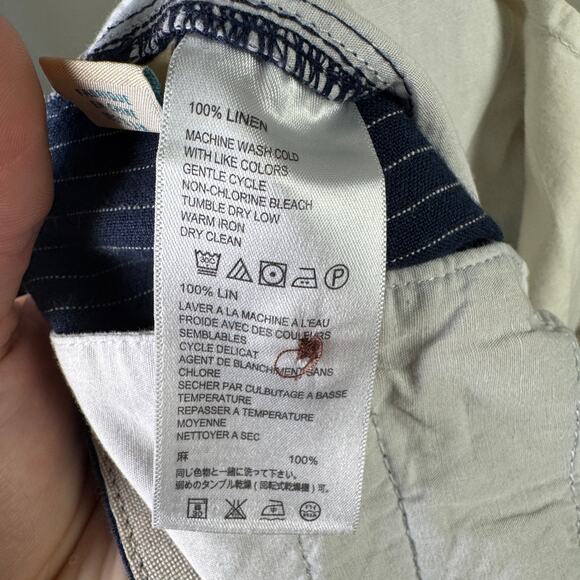 FABRIQUÉ
100% LINEN
MACHINE WASH COLD
WITH LIKE COLORS
GENTLE CYCLE
NON-CHLORINE BLEACH
TUMBLE DRY LOW
WARM IRON
DRY CLEAN
P
100% LIN
LAVER A LA MACHINE A L'EAU
FROIDE AVEC DES COULEURS
SEMBLABLES
CYCLE DELICAT
AGENT DE BLANCHIMENT SANS
CHLORE
SECHER PAR CULBUTAGE A BASSE
TEMPERATURE
REPASSER A TEMPERATURE
MOYENNE
NETTOYER A SEC
麻 100%
同じ色物と一緒に洗って下さい。
弱めのタンブル乾燥(回転式乾燥機)可。
中